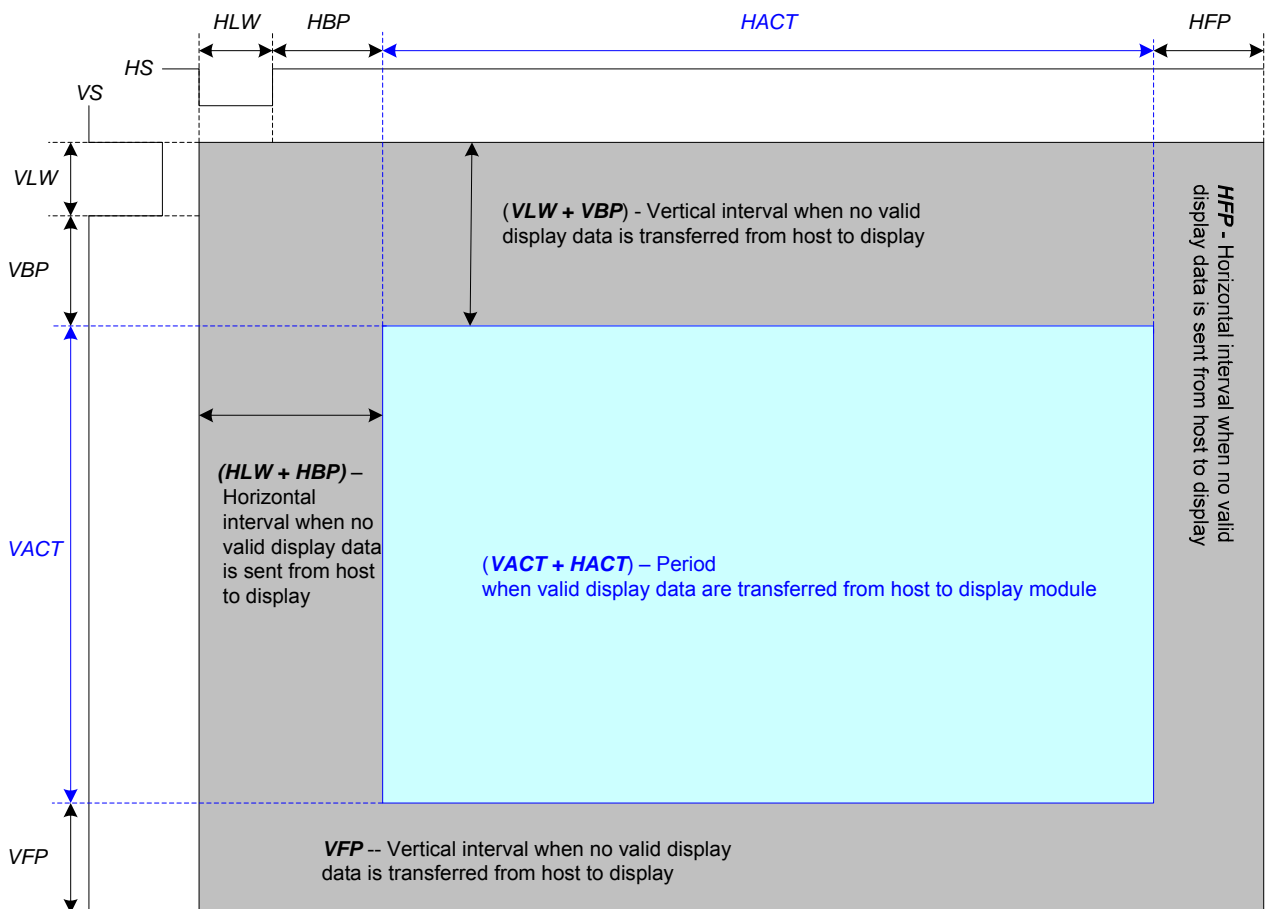 HLW HBP HACT HFP
HS
VS
VLW
(VLW + VBP) - Vertical interval when no valid
display data is transferred from host to display
HFP - Horizontal interval when no valid
display data is sent from host to display
VBP
(HLW + HBP) –
Horizontal
interval when no
valid display data
is sent from host
to display
VACT
(VACT + HACT) – Period
when valid display data are transferred from host to display module
VFP
VFP -- Vertical interval when no valid display
data is transferred from host to display